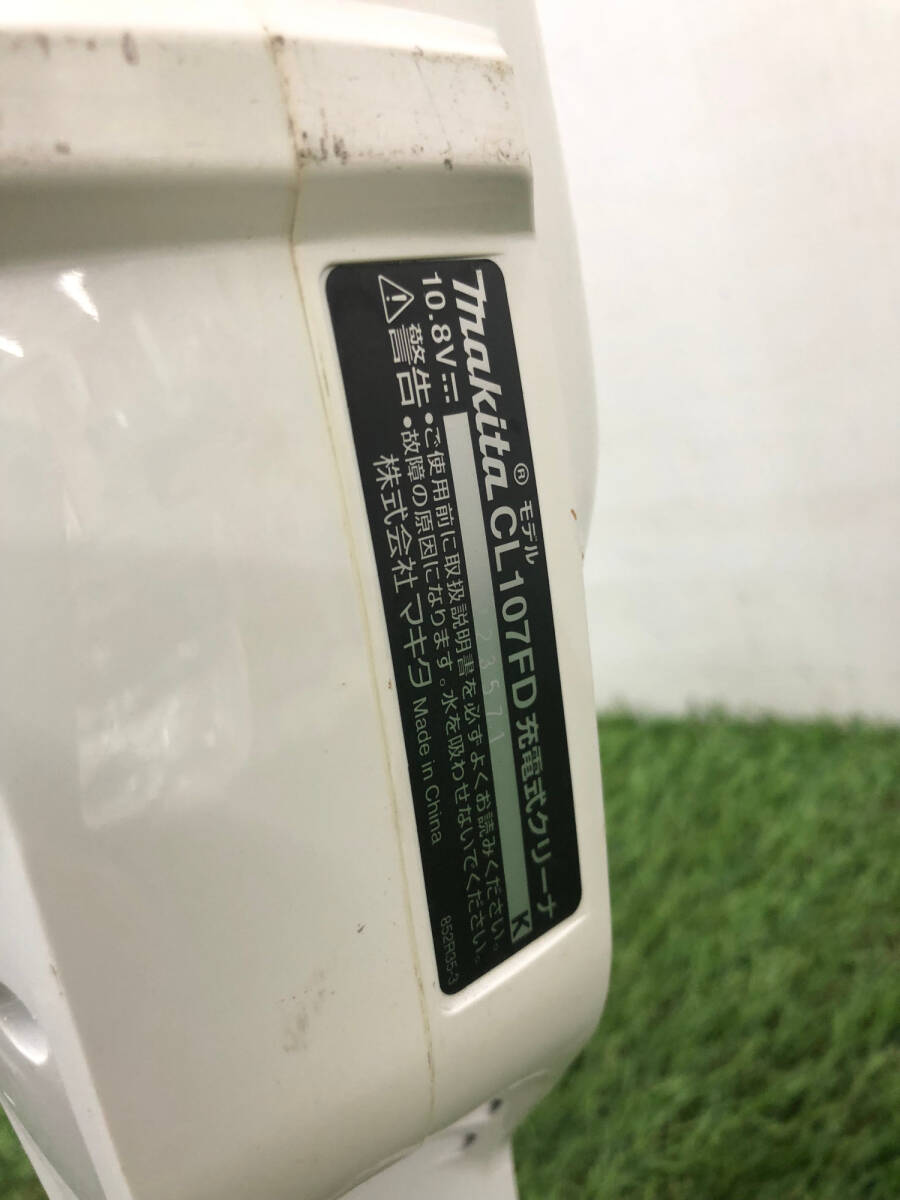 makita® モデル CL107FD 充電式クリーナ
10.8V K
警告 ・ご使用前に取扱説明書を必ずよくお読みください。
・故障の原因になります。水を吸わせないでください。
株式会社 マキタ Made in China
852R35-3